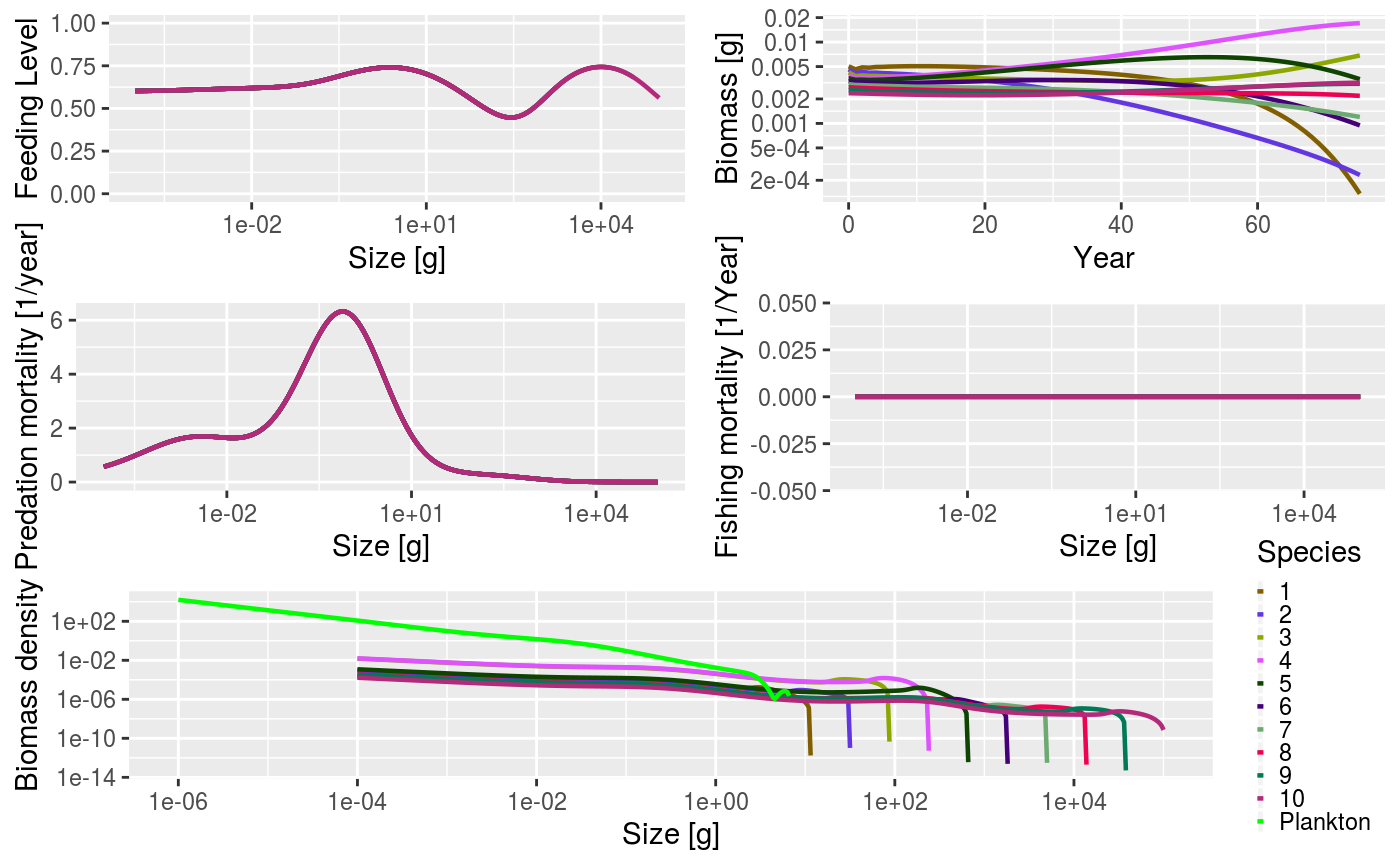 Feeding Level
1.00
0.75
0.50
0.25
0.00
1e-02
1e+01
1e+04
Size [g]
Biomass [g]
0.02
0.01
0.005
0.002
0.001
5e-04
2e-04
0
20
40
60
Year
Predation mortality [1/year]
6
4
2
0
1e-02
1e+01
1e+04
Size [g]
Fishing mortality [1/Year]
0.050
0.025
0.000
-0.025
-0.050
1e-02
1e+01
1e+04
Size [g]
Biomass density
1e+02
1e-02
1e-06
1e-10
1e-14
1e-06
1e-04
1e-02
1e+00
1e+02
1e+04
Size [g]
Species
1
2
3
4
5
6
7
8
9
10
Plankton